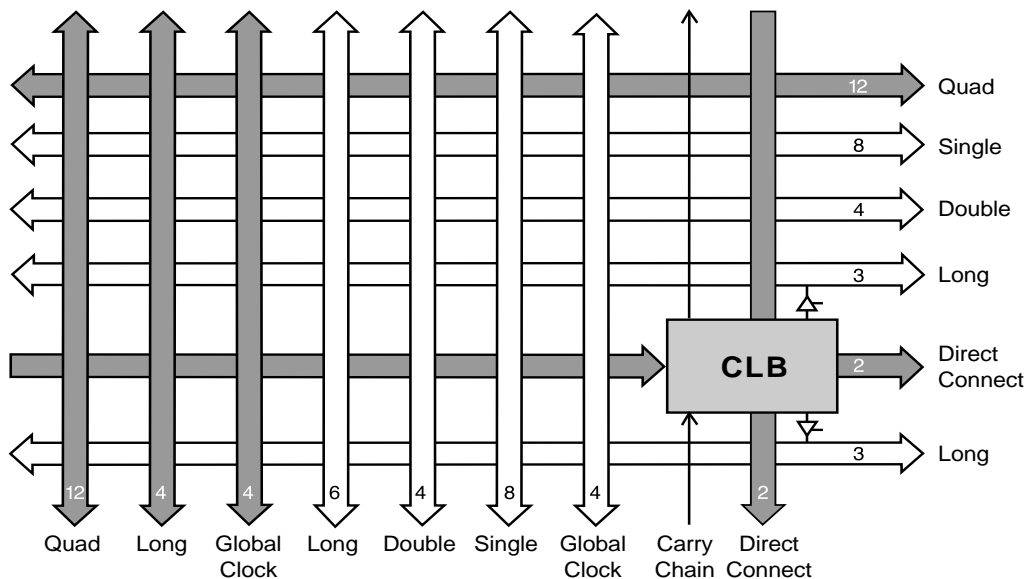 12 Quad
8 Single
4 Double
3 Long
CLB 2 Direct
Connect
3 Long
12 4 4 6 4 8 4 2
Quad Long Global Long Double Single Global Carry Direct
Clock Clock Chain Connect